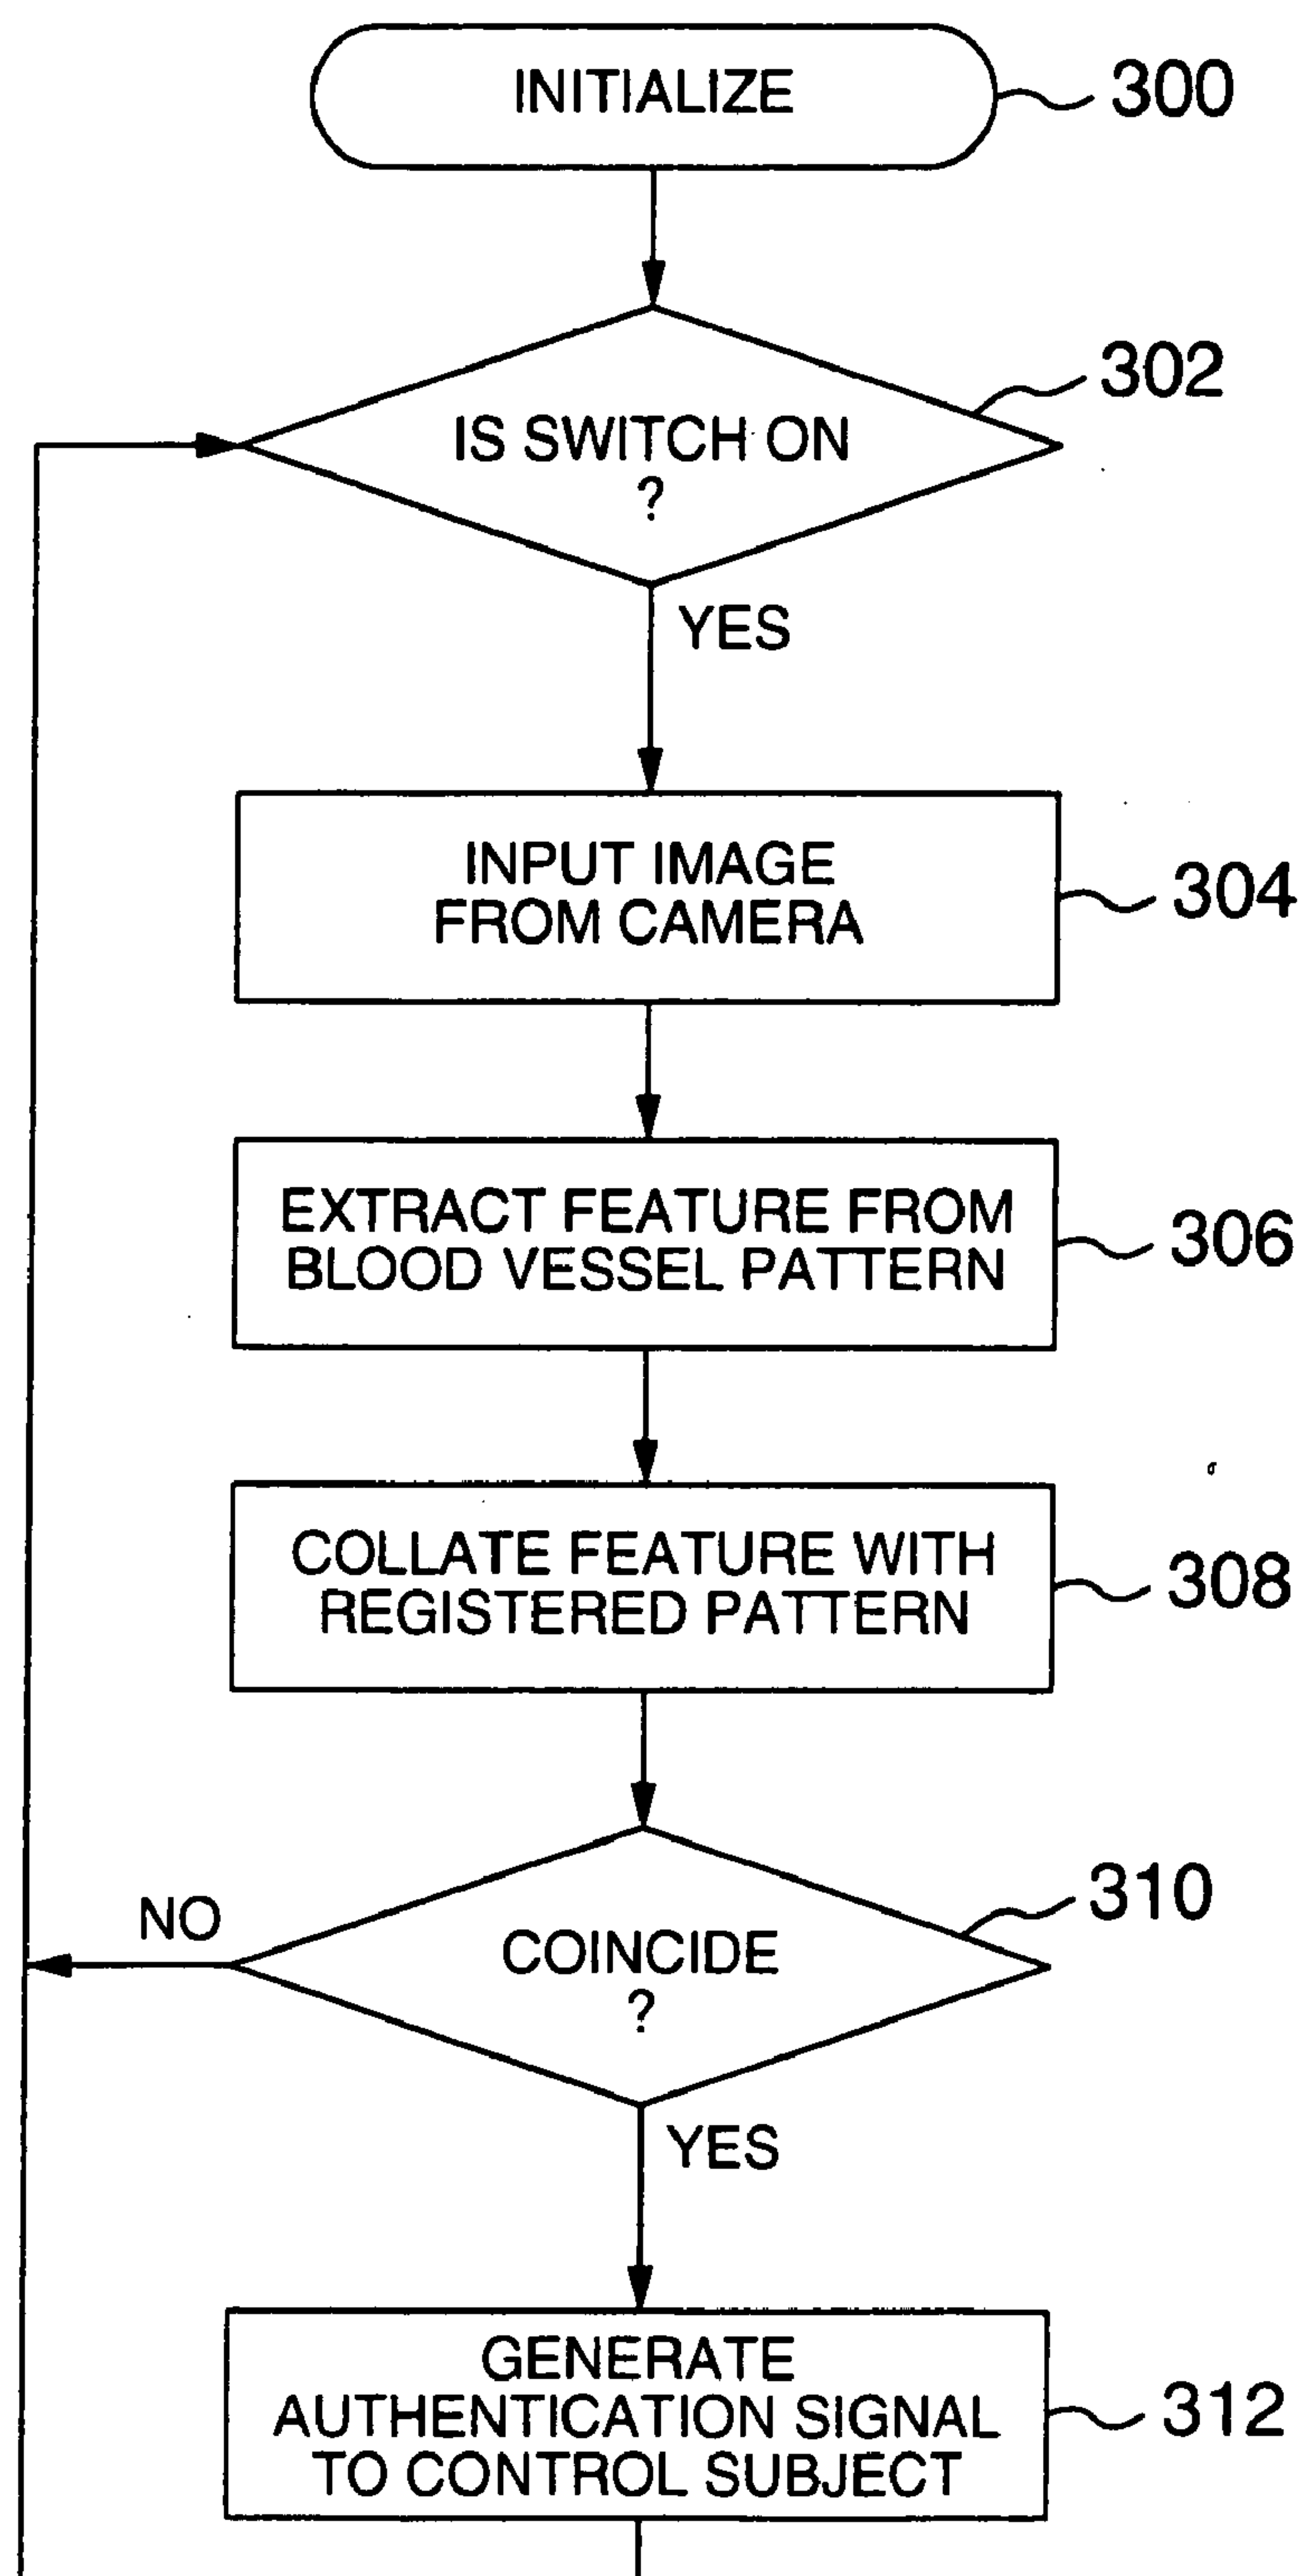 INITIALIZE
300
302
IS SWITCH ON
?
YES
INPUT IMAGE
FROM CAMERA
304
EXTRACT FEATURE FROM
BLOOD VESSEL PATTERN
306
COLLATE FEATURE WITH
REGISTERED PATTERN
308
310
NO
COINCIDE
?
YES
GENERATE
AUTHENTICATION SIGNAL
TO CONTROL SUBJECT
312